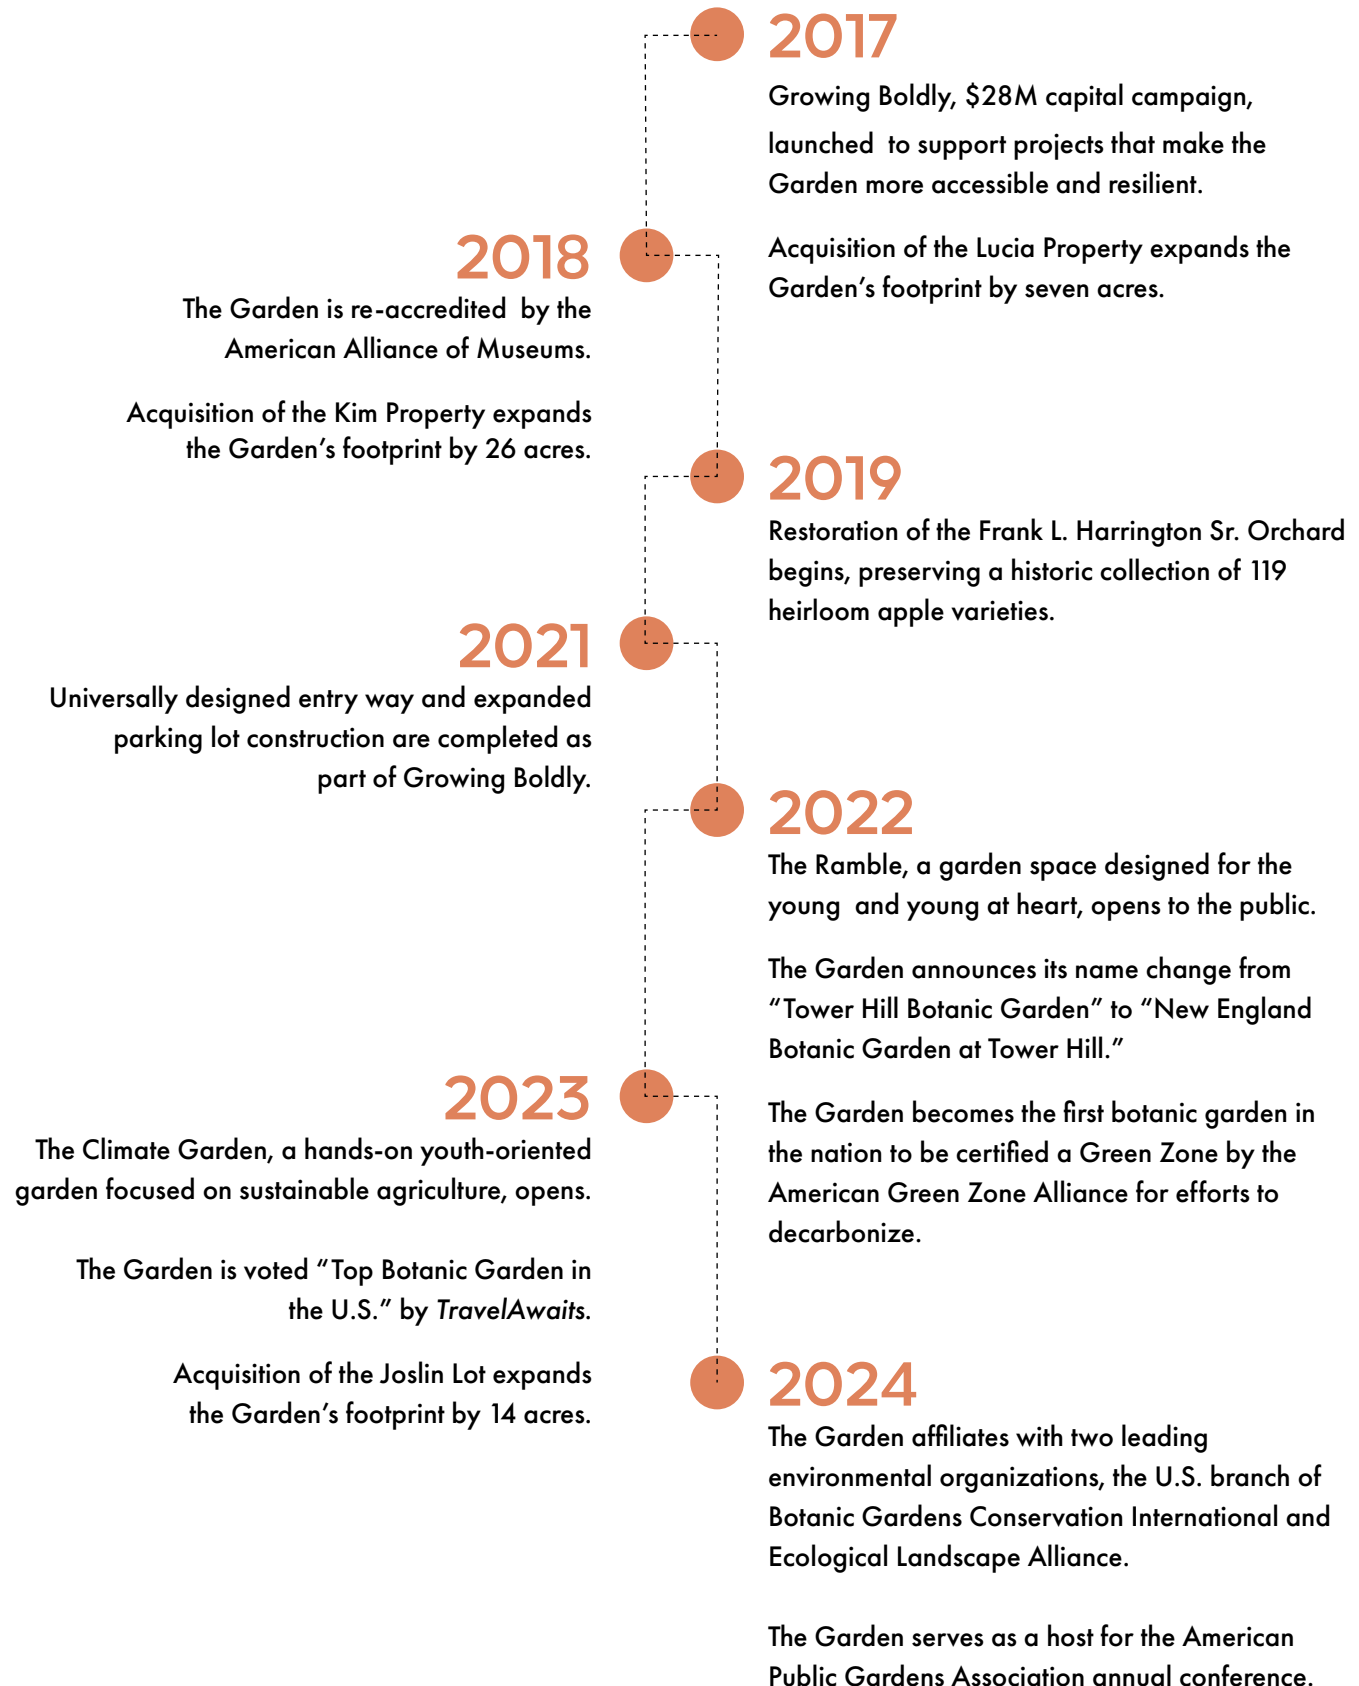 2017
Growing Boldly, $28M capital campaign,
launched to support projects that make the
Garden more accessible and resilient.
Acquisition of the Lucia Property expands the
Garden’s footprint by seven acres.
2018
The Garden is re-accredited by the
American Alliance of Museums.
Acquisition of the Kim Property expands
the Garden’s footprint by 26 acres.
2019
Restoration of the Frank L. Harrington Sr. Orchard
begins, preserving a historic collection of 119
heirloom apple varieties.
2021
Universally designed entry way and expanded
parking lot construction are completed as
part of Growing Boldly.
2022
The Ramble, a garden space designed for the
young and young at heart, opens to the public.
The Garden announces its name change from
“Tower Hill Botanic Garden” to “New England
Botanic Garden at Tower Hill.”
The Garden becomes the first botanic garden in
the nation to be certified a Green Zone by the
American Green Zone Alliance for efforts to
decarbonize.
2023
The Climate Garden, a hands-on youth-oriented
garden focused on sustainable agriculture, opens.
The Garden is voted “Top Botanic Garden in
the U.S.” by TravelAwaits.
Acquisition of the Joslin Lot expands
the Garden’s footprint by 14 acres.
2024
The Garden affiliates with two leading
environmental organizations, the U.S. branch of
Botanic Gardens Conservation International and
Ecological Landscape Alliance.
The Garden serves as a host for the American
Public Gardens Association annual conference.